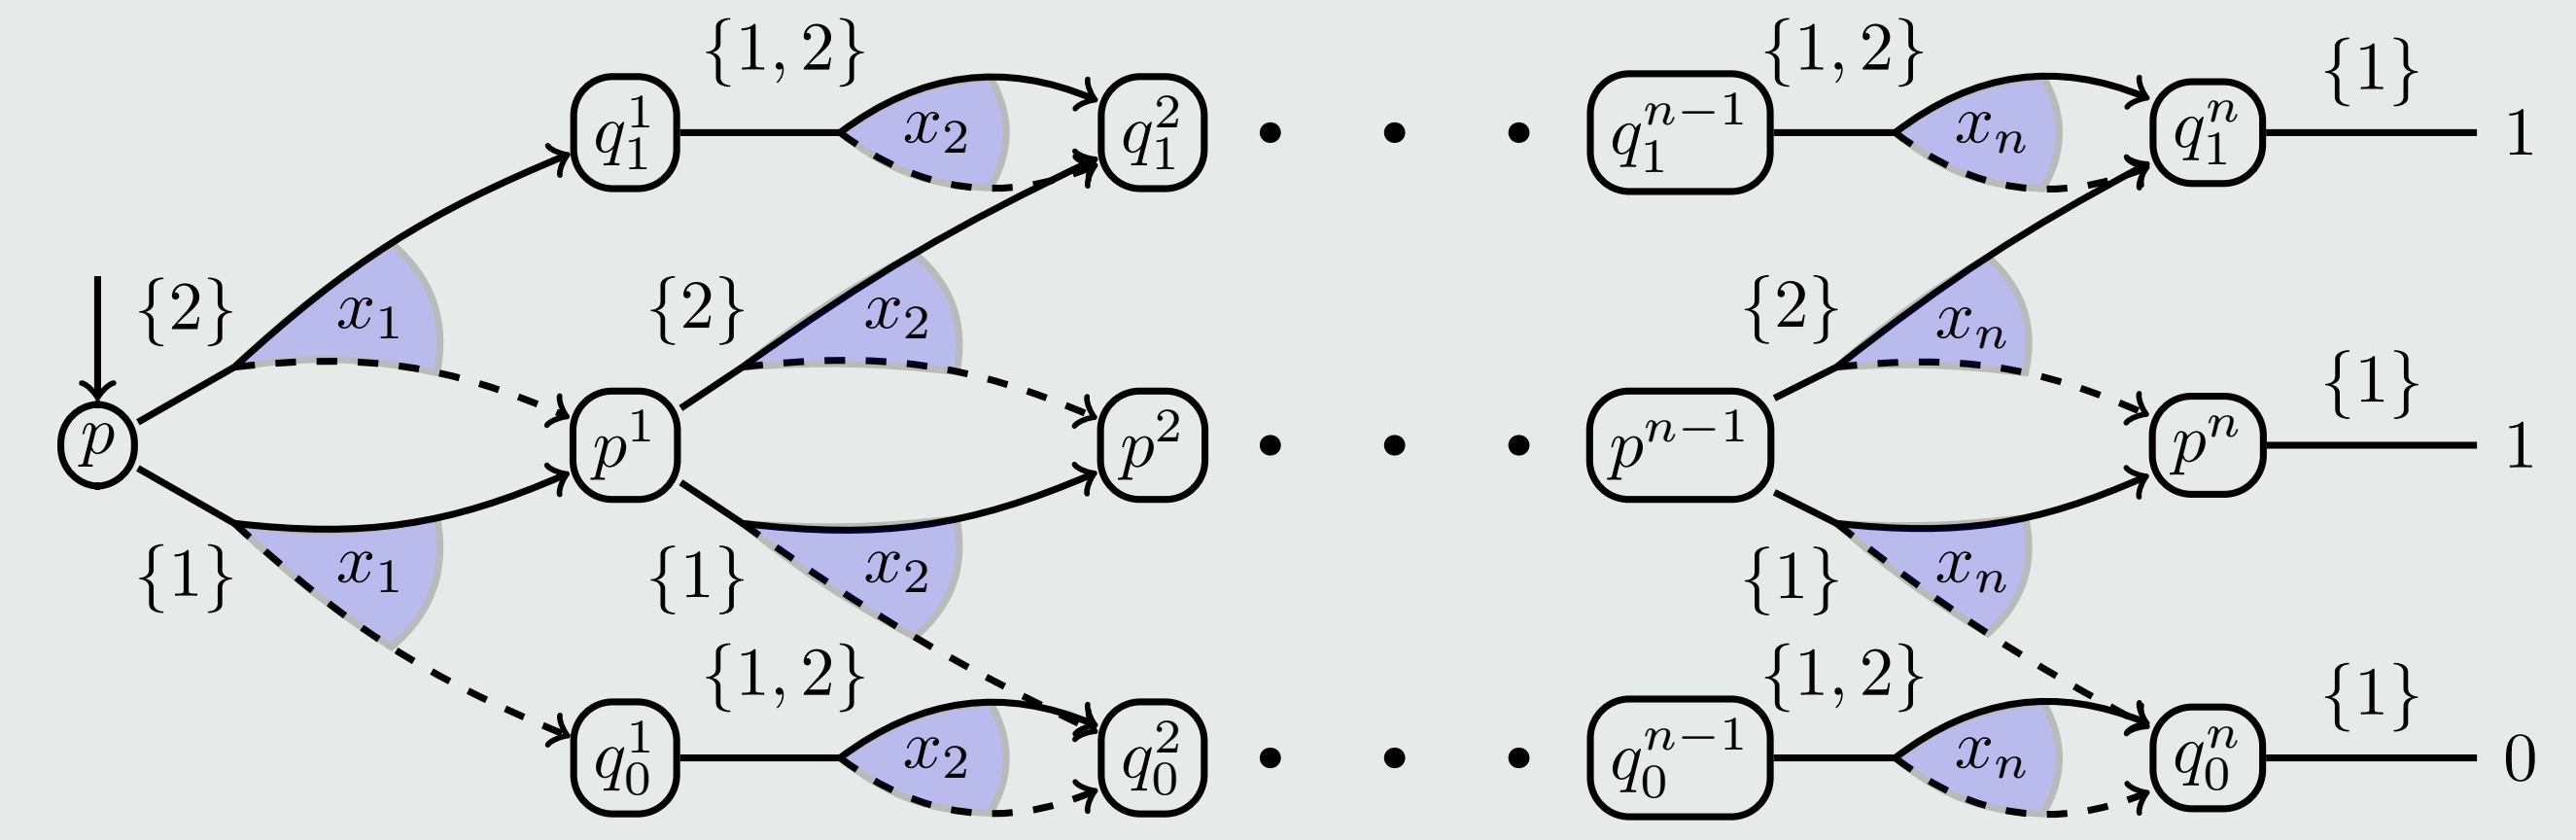 {1, 2} {1, 2} {1}
q_1^1 x_2 q_1^2 q_1^{n-1} x_n q_1^n 1
{2} x_1 {2} x_2 {2} x_n
{1}
p p^1 p^2 p^{n-1} p^n 1
{1} x_1 {1} x_2 {1} x_n
{1, 2} {1, 2} {1}
q_0^1 x_2 q_0^2 q_0^{n-1} x_n q_0^n 0